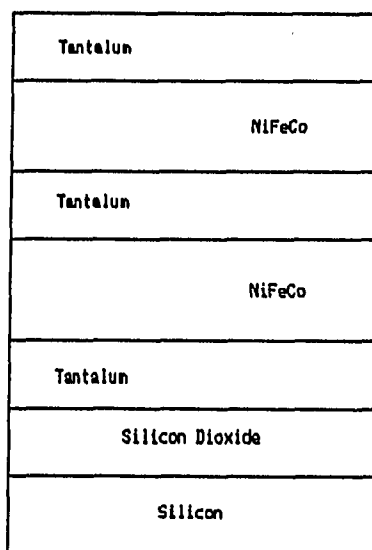 Tantalun
NiFeCo
Tantalun
NiFeCo
Tantalun
Silicon Dioxide
Silicon